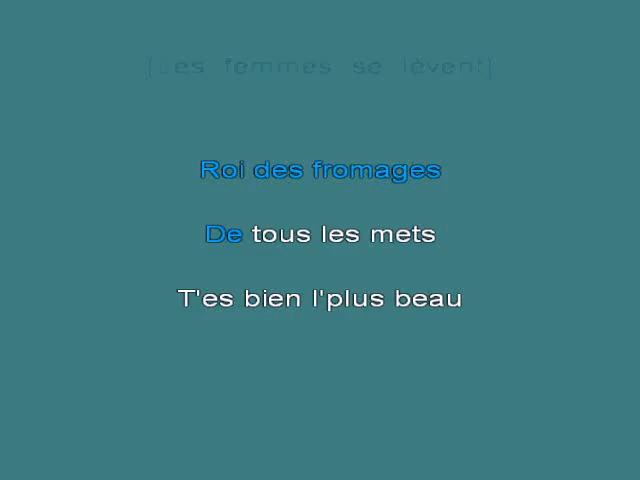 [Les femmes se lèvent]
Roi des fromages
De tous les mets
T'es bien l'plus beau